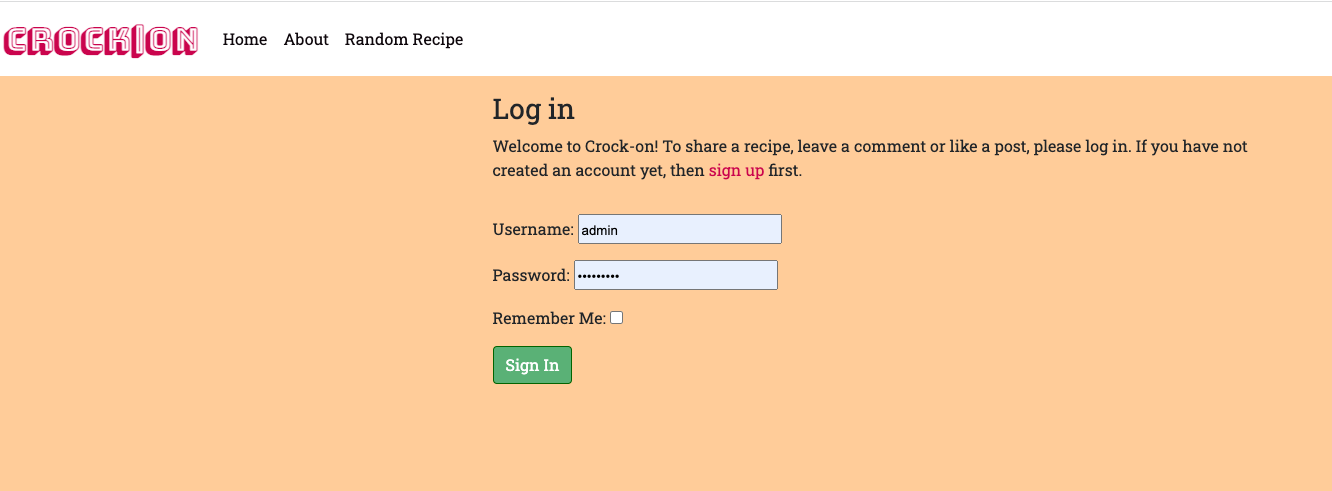 CROCK|ON
Home About Random Recipe
Log in
Welcome to Crock-on! To share a recipe, leave a comment or like a post, please log in. If you have not
created an account yet, then sign up first.
Username: admin
Password: •••••••••
Remember Me:
Sign In